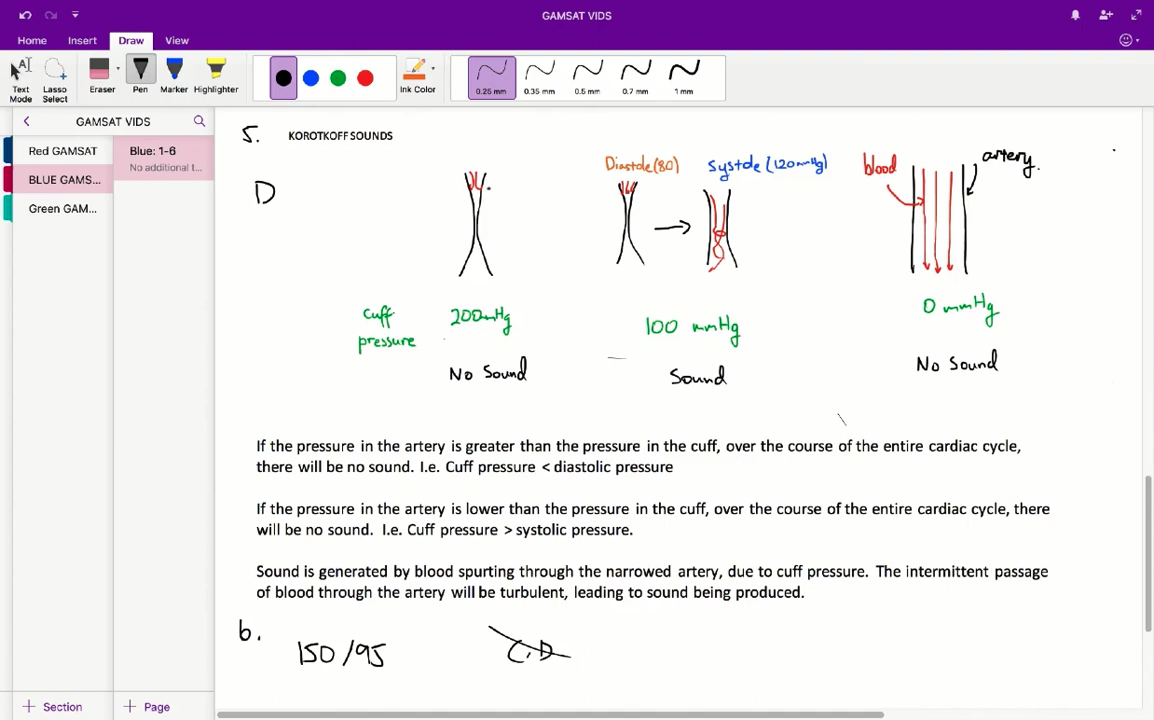 GAMSAT VIDS
Home Insert Draw View
Text Mode
Lasso Select
Eraser
Pen
Marker
Highlighter
Ink Color
0.25 mm 0.35 mm 0.5 mm 0.7 mm 1 mm
GAMSAT VIDS
Red GAMSAT
BLUE GAMS...
Green GAM...
Blue: 1-6
No additional t...
5. KOROTKOFF SOUNDS
D
Diastole (80) Systole (120mmHg) blood artery.
cuff pressure
200mmHg
100 mmHg
0 mmHg
No Sound
Sound
No Sound
If the pressure in the artery is greater than the pressure in the cuff, over the course of the entire cardiac cycle,
there will be no sound. I.e. Cuff pressure < diastolic pressure
If the pressure in the artery is lower than the pressure in the cuff, over the course of the entire cardiac cycle, there
will be no sound. I.e. Cuff pressure > systolic pressure.
Sound is generated by blood spurting through the narrowed artery, due to cuff pressure. The intermittent passage
of blood through the artery will be turbulent, leading to sound being produced.
6.
150/95 C, D
+ Section + Page